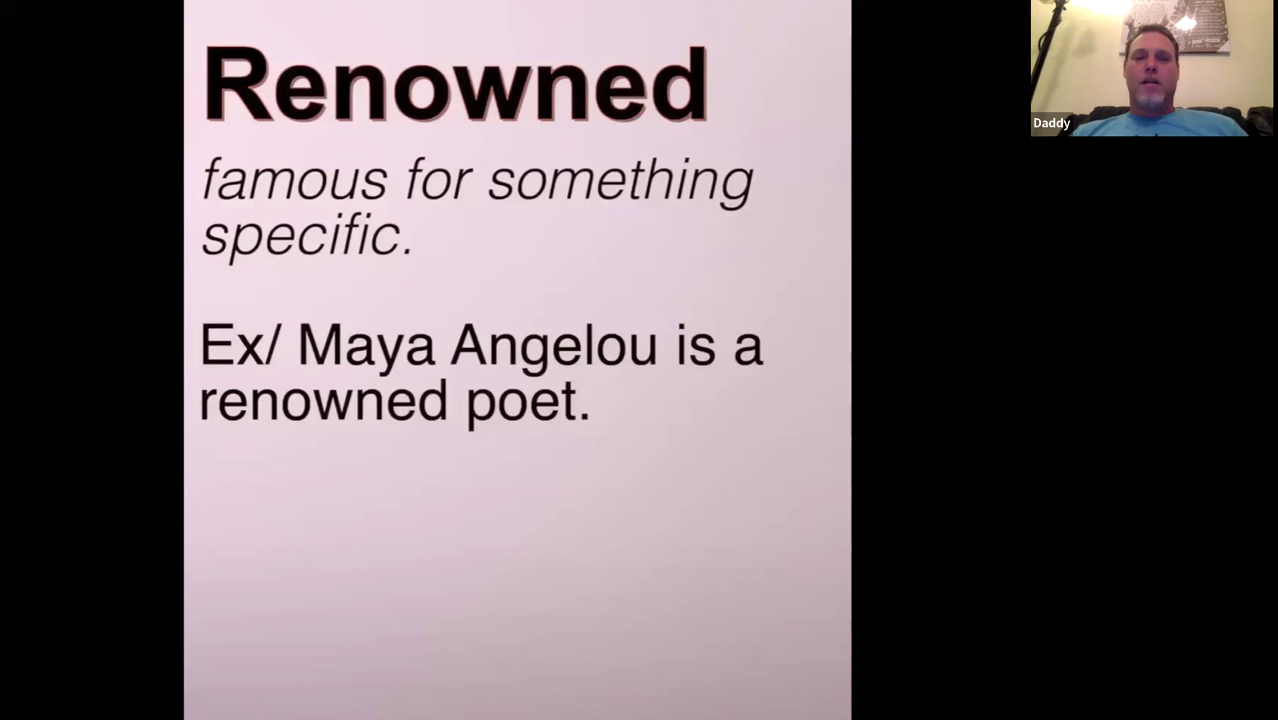 Renowned
famous for something
specific.
Ex/ Maya Angelou is a
renowned poet.
Daddy